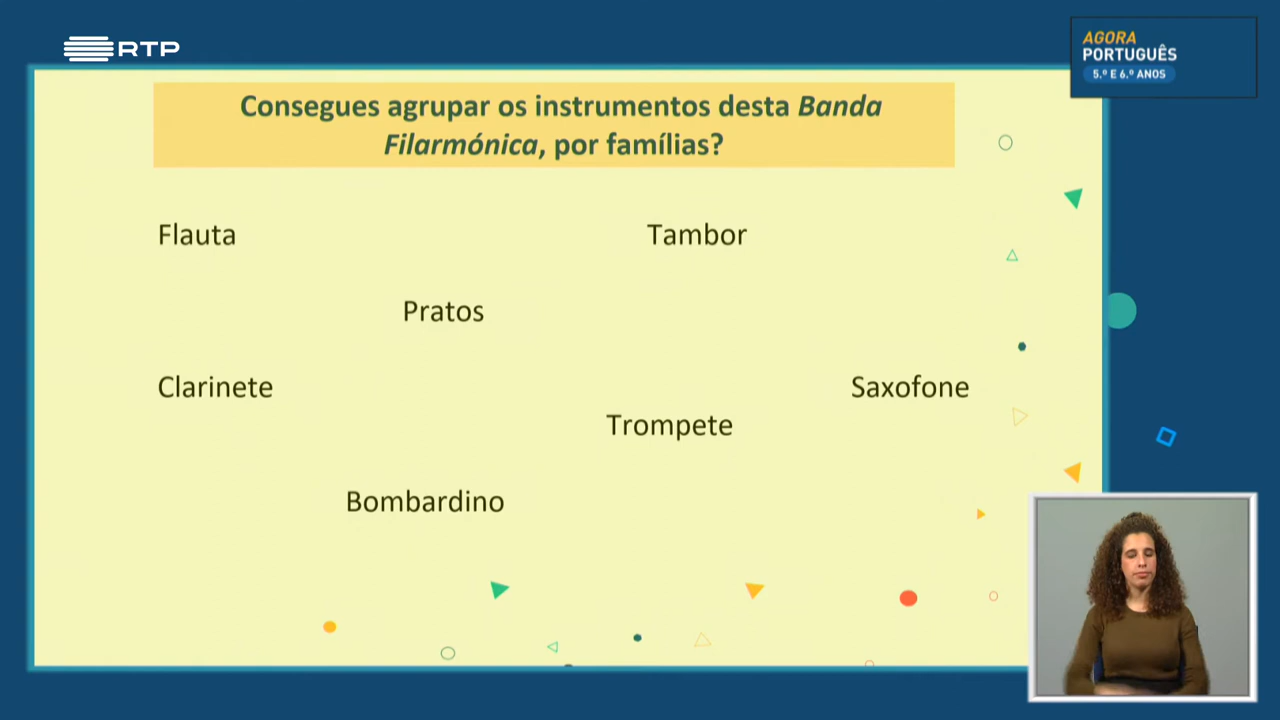 RTP
AGORA
PORTUGUÊS
5.º E 6.º ANOS
Consegues agrupar os instrumentos desta Banda
Filarmónica, por famílias?
Flauta
Tambor
Pratos
Clarinete
Saxofone
Trompete
Bombardino